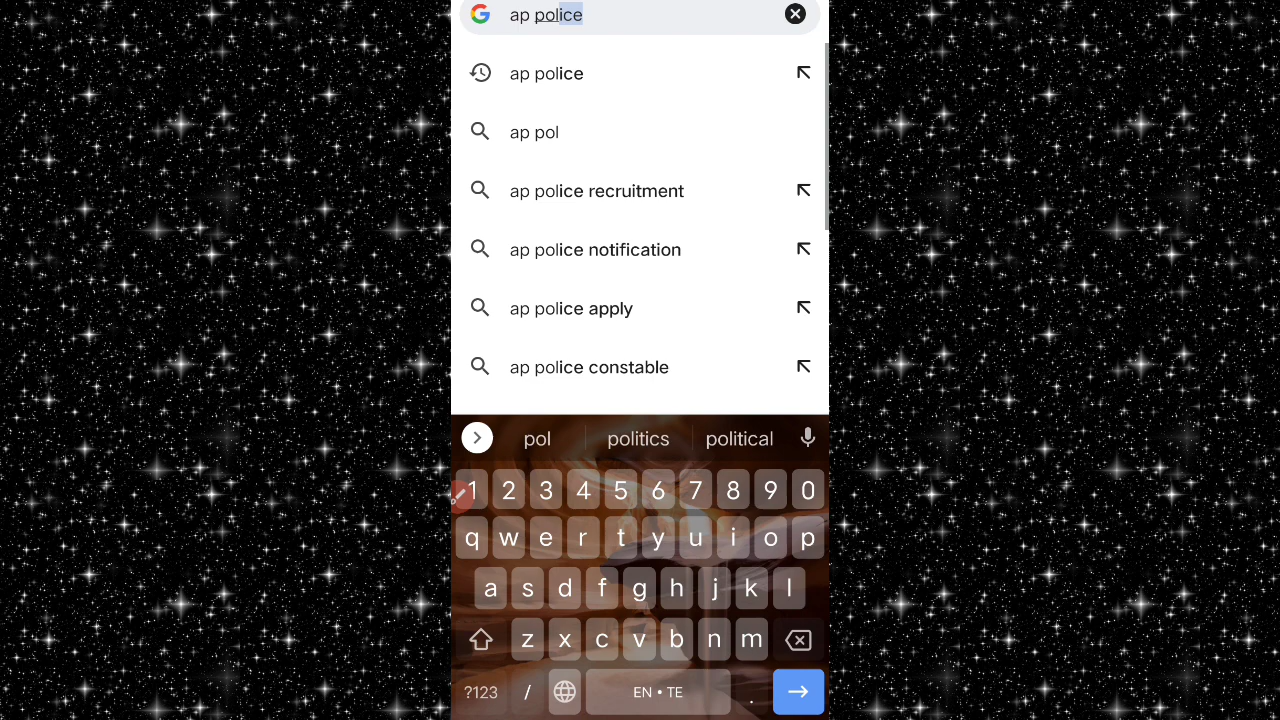 ap police
ap police
ap pol
ap police recruitment
ap police notification
ap police apply
ap police constable
pol politics political
1 2 3 4 5 6 7 8 9 0
q w e r t y u i o p
a s d f g h j k l
z x c v b n m
?123 / EN • TE .